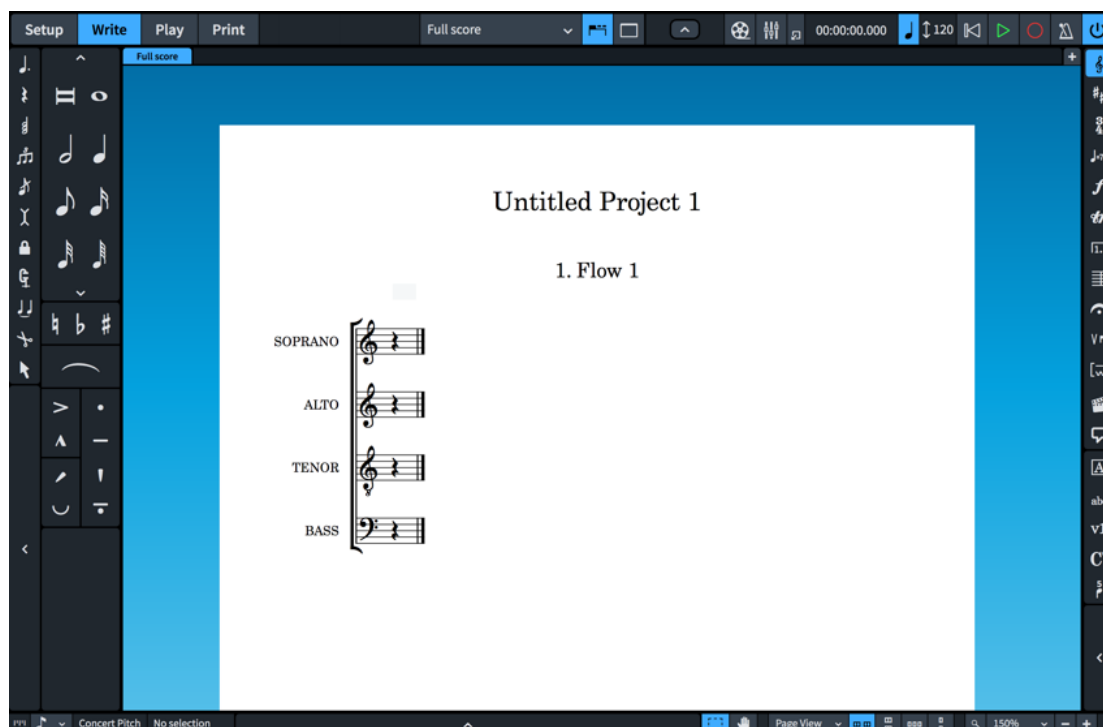 Setup Write Play Print Full score 00:00:00.000 120
Full score
Untitled Project 1
1. Flow 1
SOPRANO
ALTO
TENOR
BASS
Concert Pitch No selection Page View 150%